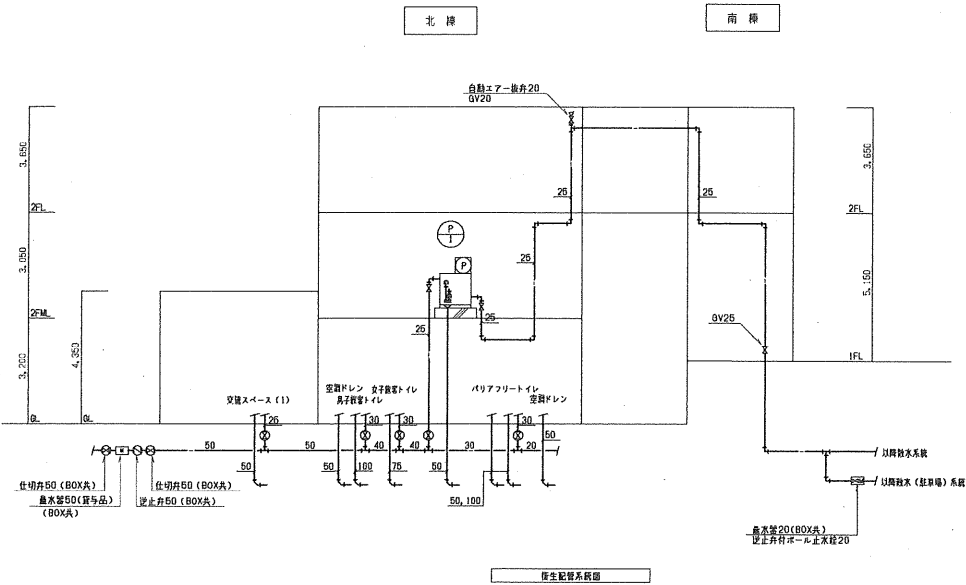 北 棟
南 棟
自動エアー抜弁20
GV20
3,650
2FL
3,050
2FML
3,200
GL
4,350
GL
P
1
P
25
25
25
25
25
3,650
2FL
5,150
1FL
GV25
交流スペース(1)
空調ドレン
男子飲客トイレ
女子飲客トイレ
バリアフリートイレ
空調ドレン
25
30
30
30
50
50
50
40
40
30
20
50
50
100
75
50
50,100
M
仕切弁50(BOX共)
量水器50(貸与品)
(BOX共)
逆止弁50(BOX共)
仕切弁50(BOX共)
以降散水系統
以降散水(駐車場)系統
量水器20(BOX共)
逆止弁付ボール止水栓20
衛生配管系統図